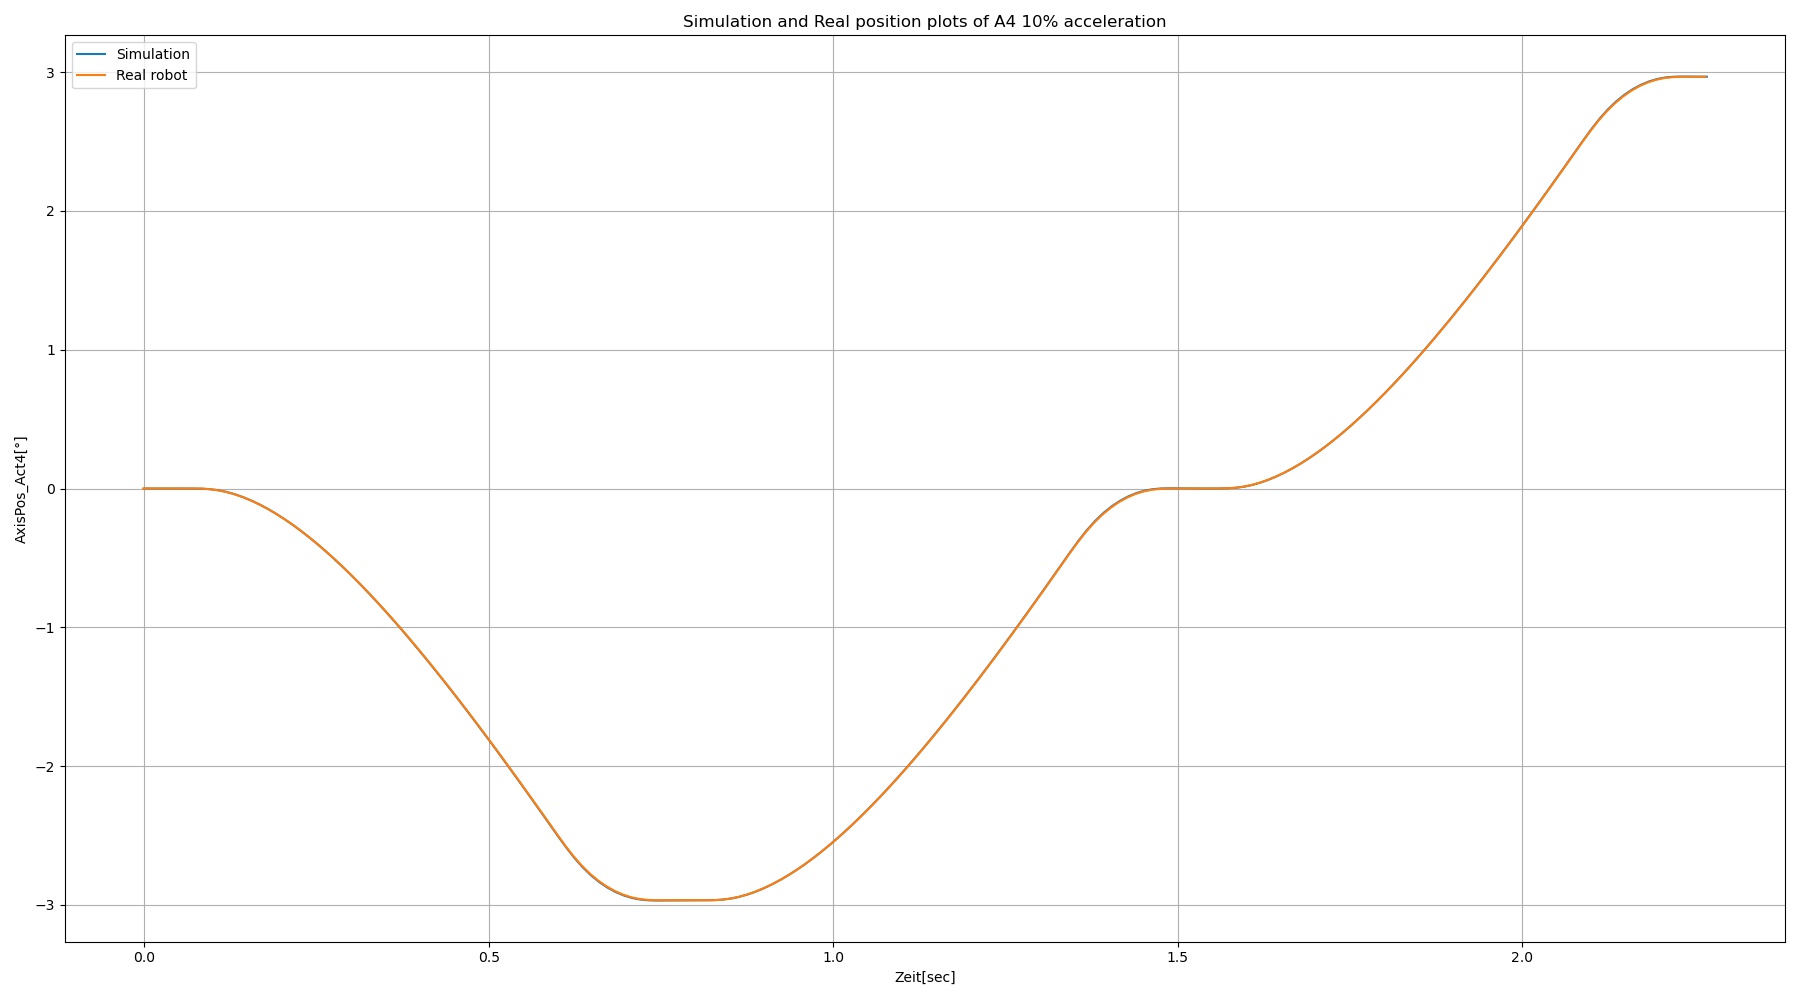 Simulation and Real position plots of A4 10% acceleration
Simulation
Real robot
3
2
1
0
−1
−2
−3
AxisPos_Act4[°]
0.0 0.5 1.0 1.5 2.0
Zeit[sec]